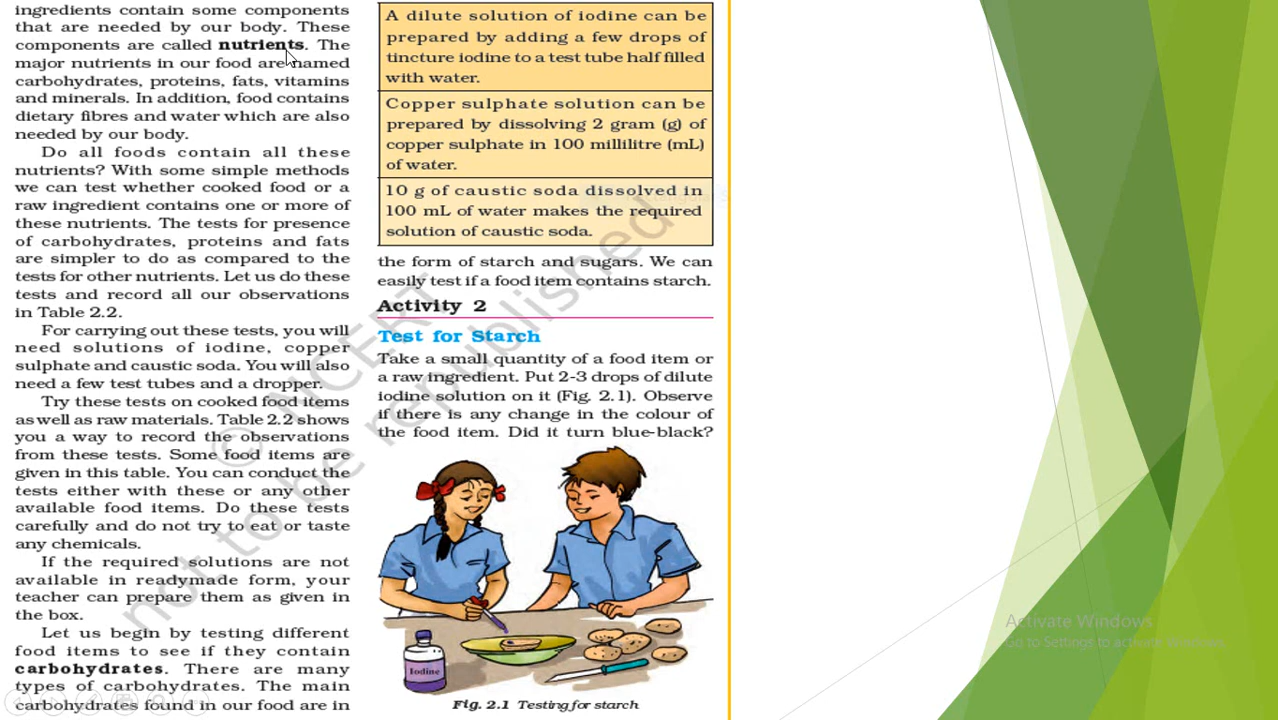 ingredients contain some components
that are needed by our body. These
components are called nutrients. The
major nutrients in our food are named
carbohydrates, proteins, fats, vitamins
and minerals. In addition, food contains
dietary fibres and water which are also
needed by our body.
Do all foods contain all these
nutrients? With some simple methods
we can test whether cooked food or a
raw ingredient contains one or more of
these nutrients. The tests for presence
of carbohydrates, proteins and fats
are simpler to do as compared to the
tests for other nutrients. Let us do these
tests and record all our observations
in Table 2.2.
For carrying out these tests, you will
need solutions of iodine, copper
sulphate and caustic soda. You will also
need a few test tubes and a dropper.
Try these tests on cooked food items
as well as raw materials. Table 2.2 shows
you a way to record the observations
from these tests. Some food items are
given in this table. You can conduct the
tests either with these or any other
available food items. Do these tests
carefully and do not try to eat or taste
any chemicals.
If the required solutions are not
available in readymade form, your
teacher can prepare them as given in
the box.
Let us begin by testing different
food items to see if they contain
carbohydrates. There are many
types of carbohydrates. The main
carbohydrates found in our food are in
A dilute solution of iodine can be
prepared by adding a few drops of
tincture iodine to a test tube half filled
with water.
Copper sulphate solution can be
prepared by dissolving 2 gram (g) of
copper sulphate in 100 millilitre (mL)
of water.
10 g of caustic soda dissolved in
100 mL of water makes the required
solution of caustic soda.
the form of starch and sugars. We can
easily test if a food item contains starch.
Activity 2
Test for Starch
Take a small quantity of a food item or
a raw ingredient. Put 2-3 drops of dilute
iodine solution on it (Fig. 2.1). Observe
if there is any change in the colour of
the food item. Did it turn blue-black?
Iodine
Fig. 2.1 Testing for starch
© NCERT
not to be republished
Activate Windows
Go to Settings to activate Windows.